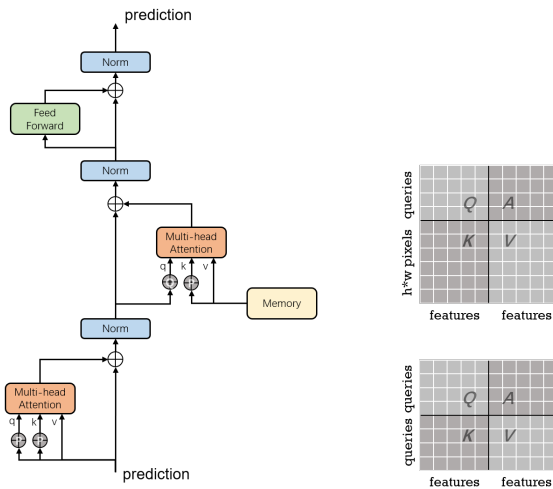 prediction
Norm
Feed
Forward
Norm
Multi-head
Attention
q k v
P
Memory
Norm
Multi-head
Attention
q k v
P P
prediction
h*w pixels queries
Q A
K V
features features
queries queries
Q A
K V
features features